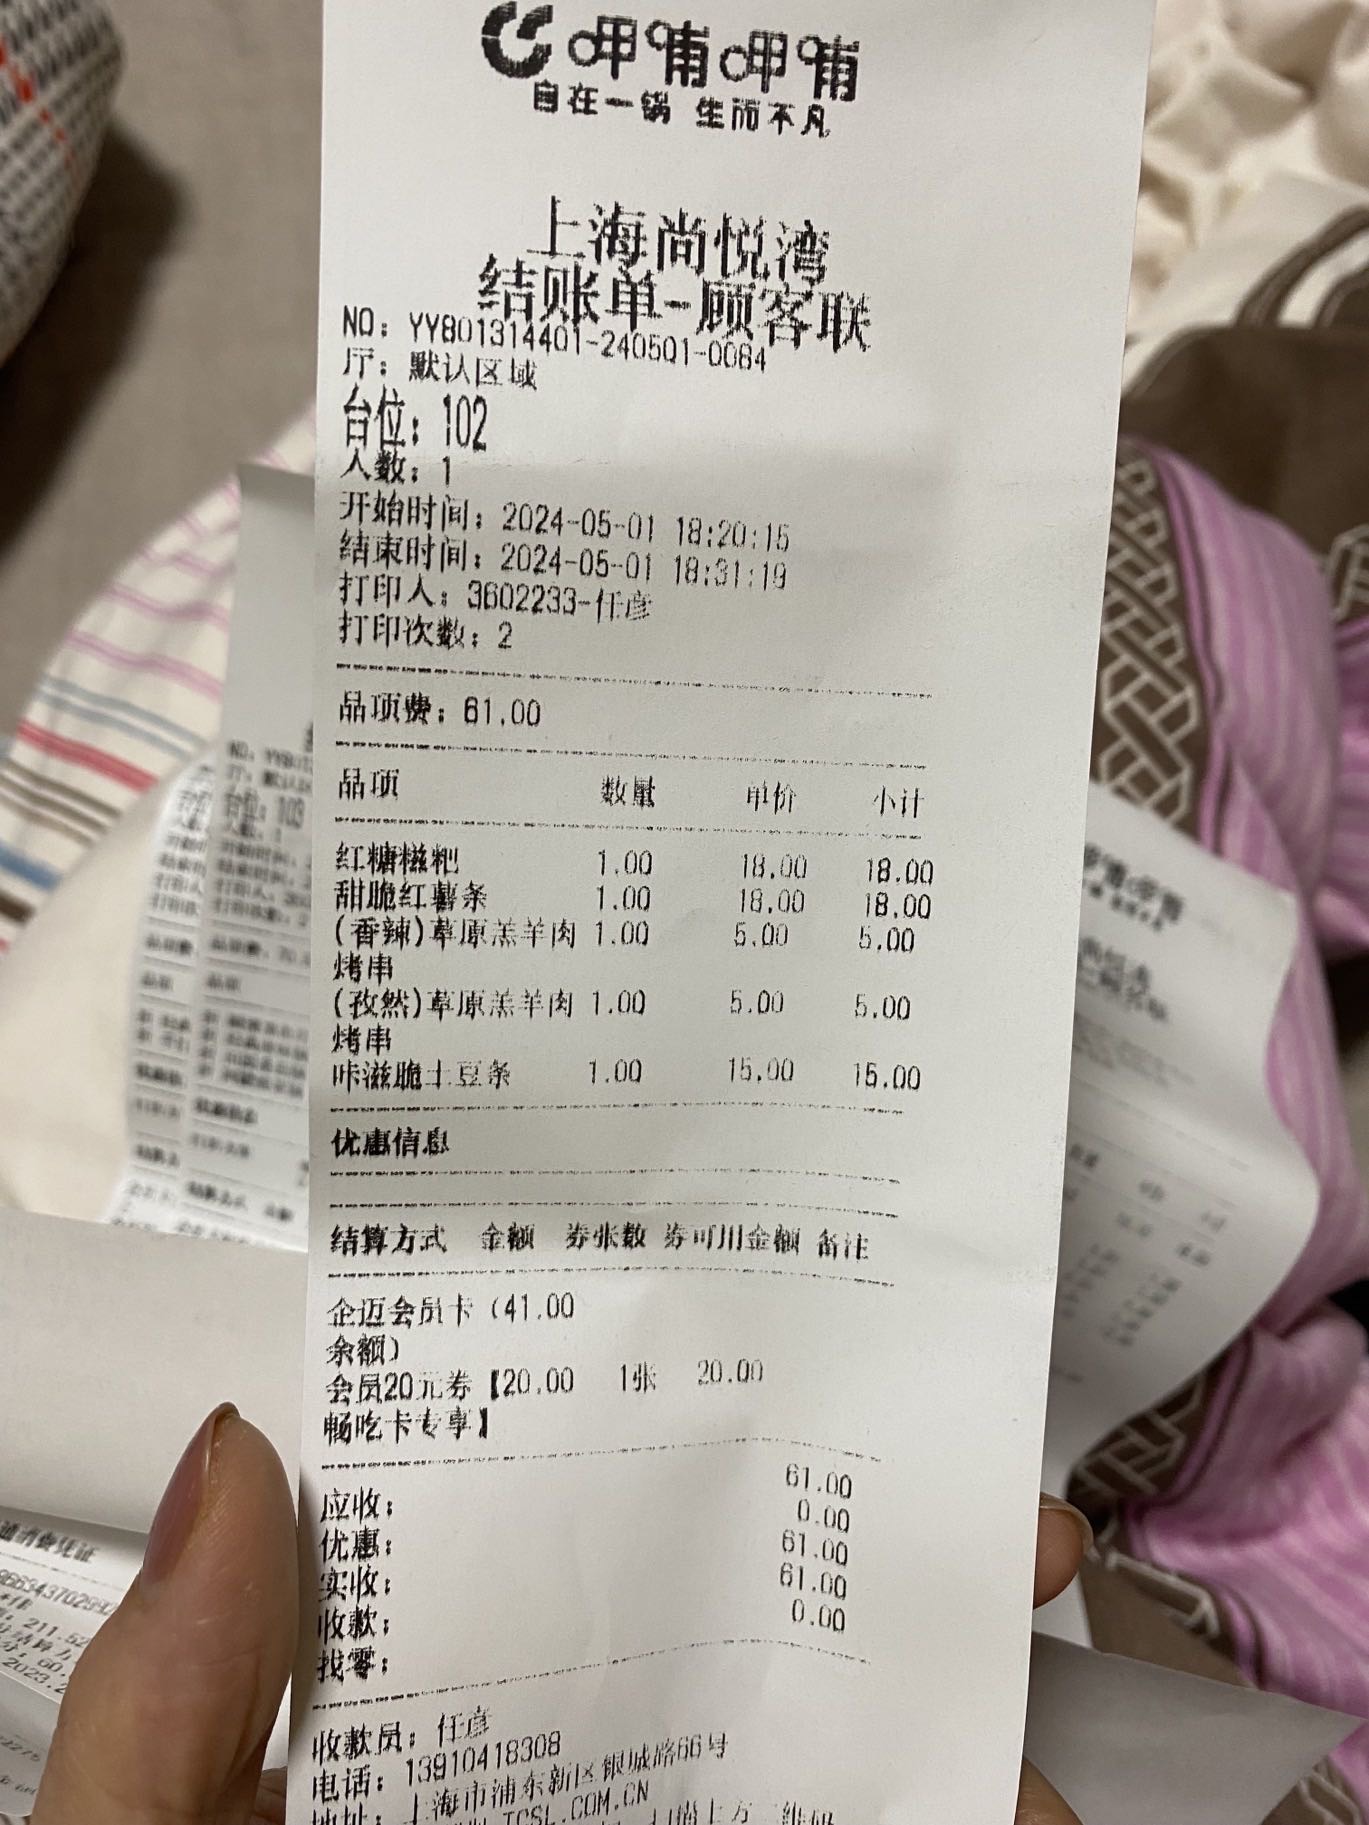 呷哺呷哺
自在一锅 生而不凡
上海尚悦湾
结账单-顾客联
NO: YY801314401-240501-0084
厅: 默认区域
台位: 102
人数: 1
开始时间: 2024-05-01 18:20:15
结束时间: 2024-05-01 18:31:19
打印人: 3602233-任彦
打印次数: 2
品项费: 61.00
品项 数量 单价 小计
红糖糍粑 1.00 18.00 18.00
甜脆红薯条 1.00 18.00 18.00
(香辣)草原羔羊肉 1.00 5.00 5.00
烤串
(孜然)草原羔羊肉 1.00 5.00 5.00
烤串
咔滋脆土豆条 1.00 15.00 15.00
优惠信息
结算方式 金额 券张数 券可用金额 备注
企迈会员卡（41.00
余额）
会员20元券【20.00 1张 20.00
畅吃卡专享】
应收: 61.00
优惠: 0.00
实收: 61.00
收款: 61.00
找零: 0.00
收款员: 任彦
电话: 13910418308
地址: 上海市浦东新区银城路66号
.TCSL.COM.CN